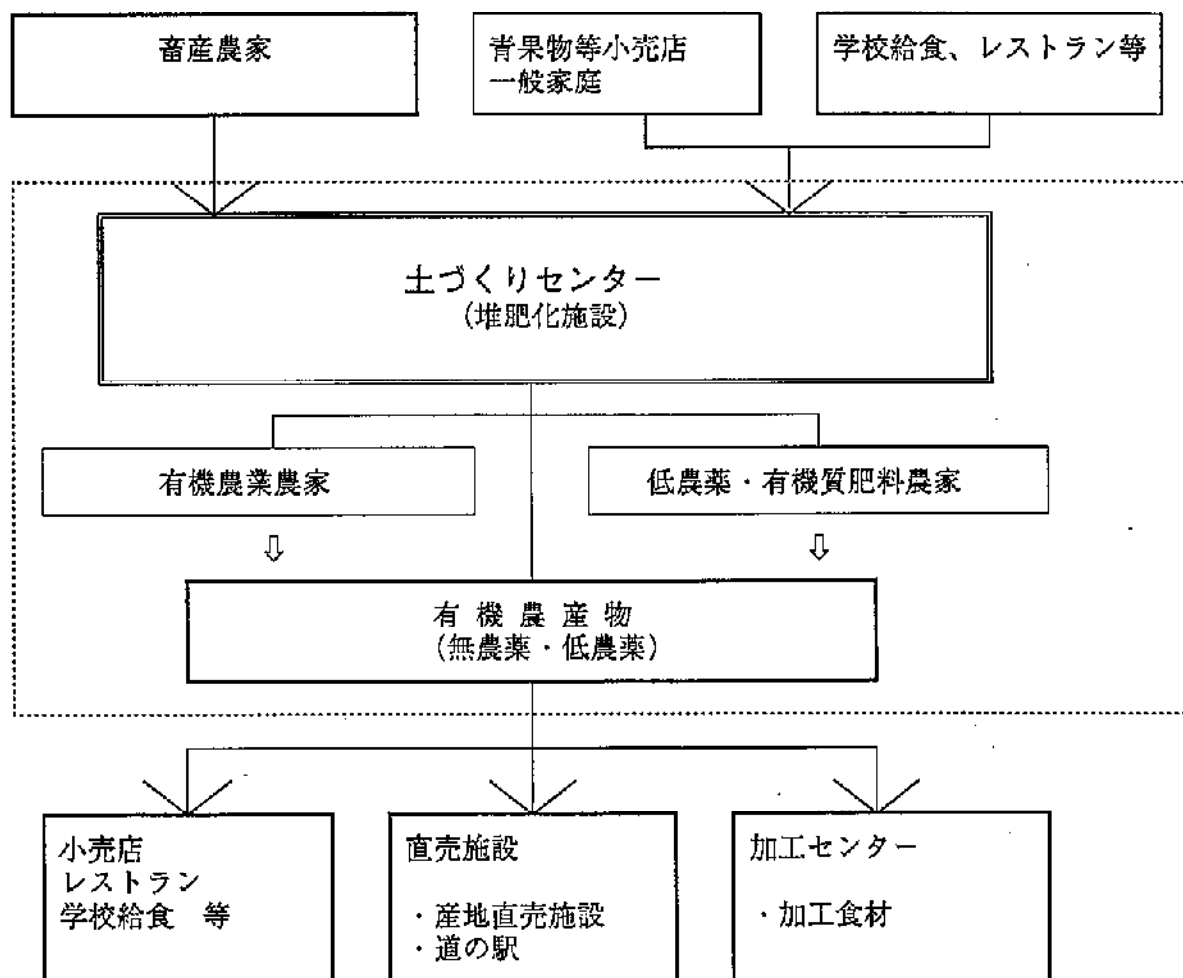 畜産農家
青果物等小売店
一般家庭
学校給食、レストラン等
土づくりセンター
(堆肥化施設)
有機農業農家
低農薬・有機質肥料農家
⇩
⇩
有機農産物
(無農薬・低農薬)
小売店
レストラン
学校給食 等
直売施設
・産地直売施設
・道の駅
加工センター
・加工食材